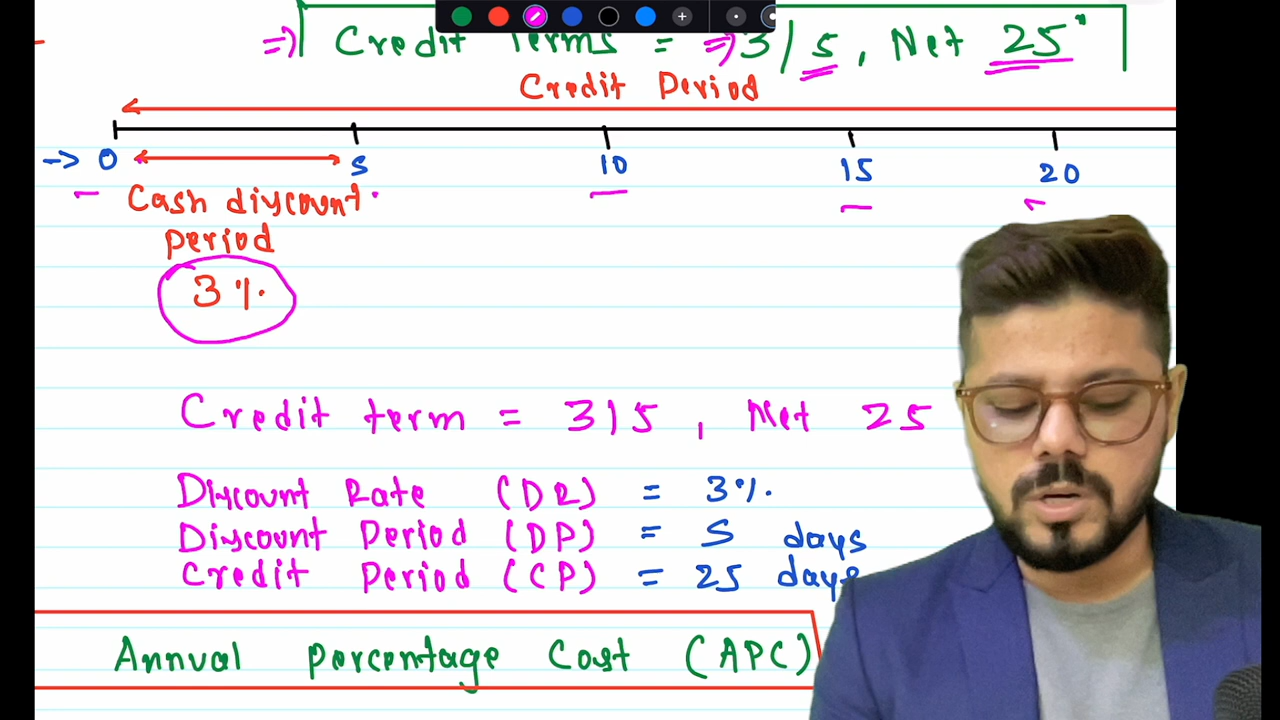 => Credit Terms = => 3/5, Net 25
Credit Period
-> 0 5 10 15 20
Cash discount
period
3%
Credit term = 3/5, Net 25
Discount Rate (DR) = 3%
Discount Period (DP) = 5 days
Credit Period (CP) = 25 days
Annual percentage Cost (APC)